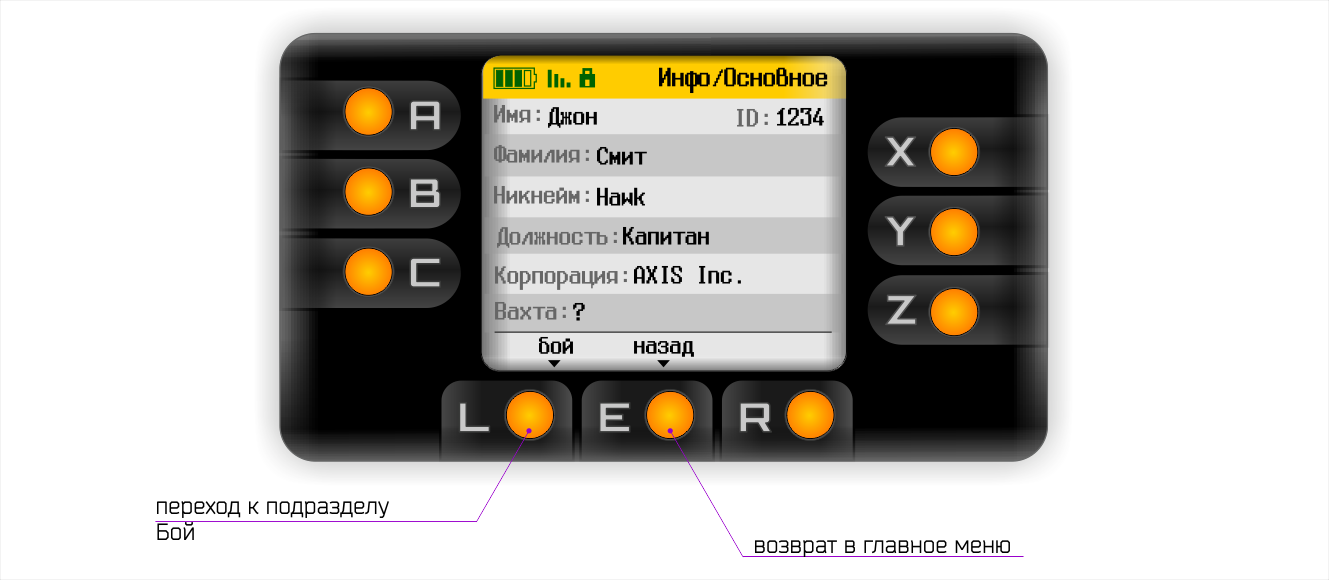 Инфо/Основное
Имя: Джон ID: 1234
Фамилия: Смит
Никнейм: Hawk
Должность: Капитан
Корпорация: AXIS Inc.
Вахта: ?
бой назад
A
B
C
X
Y
Z
L E R
переход к подразделу
Бой
возврат в главное меню